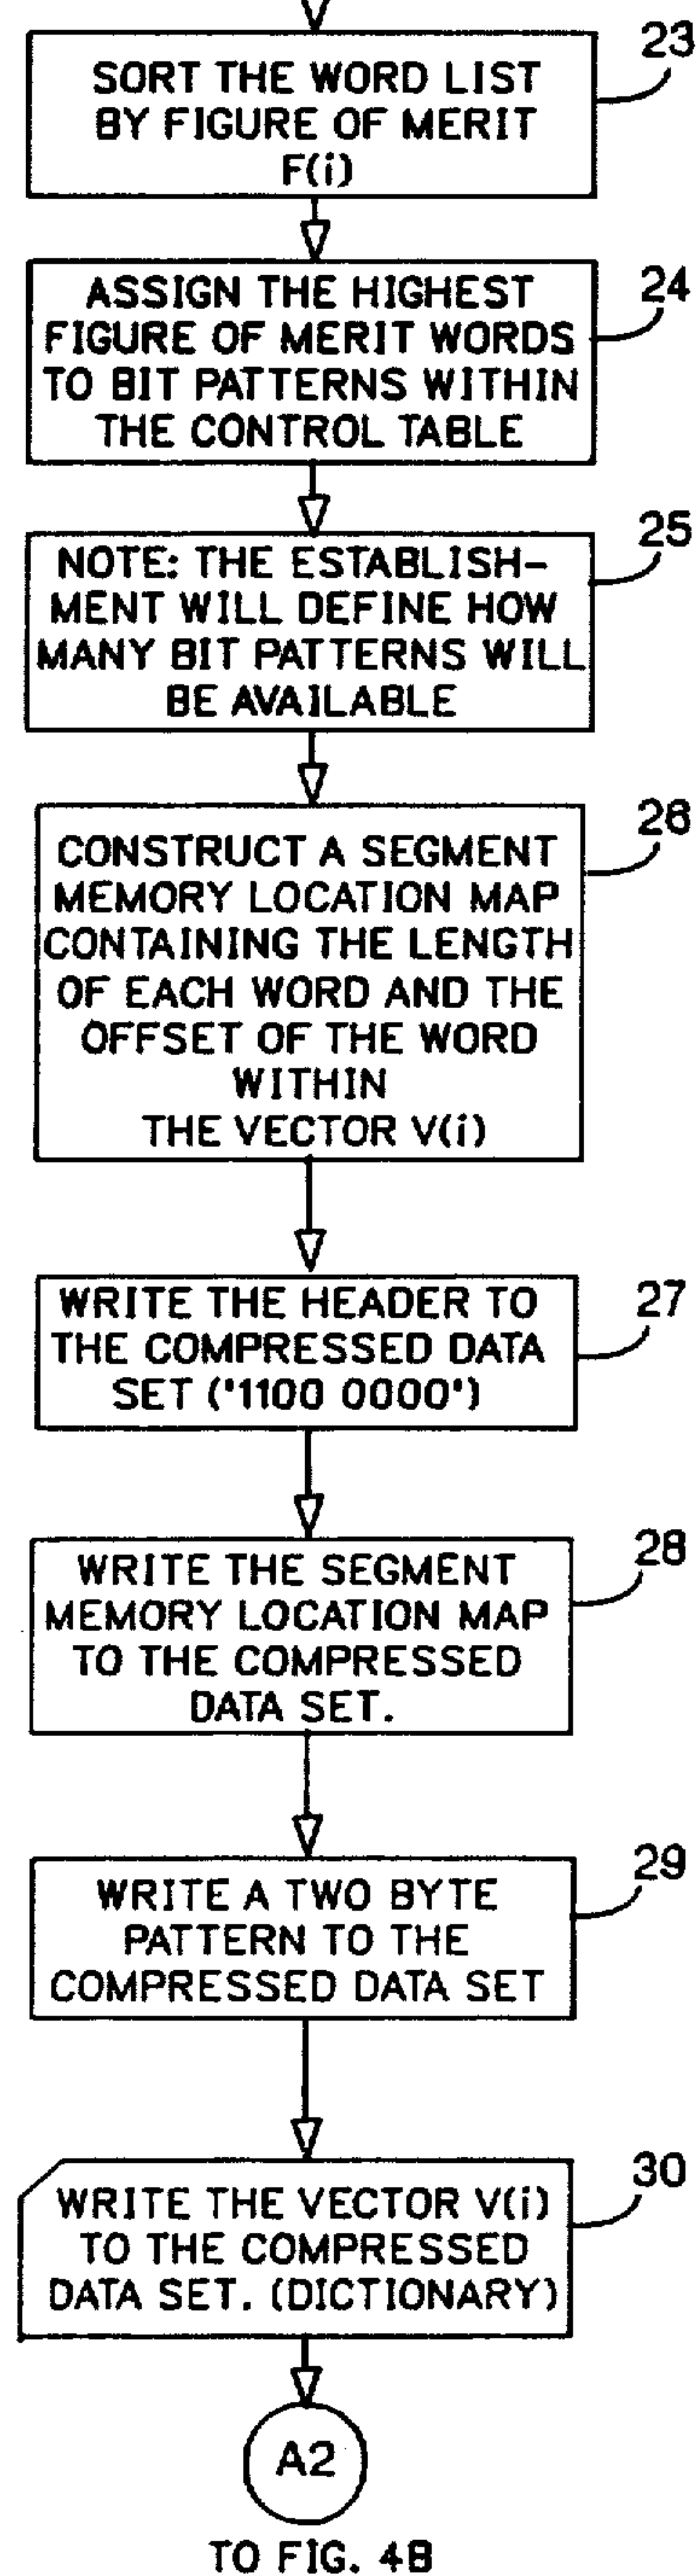 23
SORT THE WORD LIST
BY FIGURE OF MERIT
F(i)
24
ASSIGN THE HIGHEST
FIGURE OF MERIT WORDS
TO BIT PATTERNS WITHIN
THE CONTROL TABLE
25
NOTE: THE ESTABLISH-
MENT WILL DEFINE HOW
MANY BIT PATTERNS WILL
BE AVAILABLE
26
CONSTRUCT A SEGMENT
MEMORY LOCATION MAP
CONTAINING THE LENGTH
OF EACH WORD AND THE
OFFSET OF THE WORD
WITHIN
THE VECTOR V(i)
27
WRITE THE HEADER TO
THE COMPRESSED DATA
SET ('1100 0000')
28
WRITE THE SEGMENT
MEMORY LOCATION MAP
TO THE COMPRESSED
DATA SET.
29
WRITE A TWO BYTE
PATTERN TO THE
COMPRESSED DATA SET
30
WRITE THE VECTOR V(i)
TO THE COMPRESSED
DATA SET. (DICTIONARY)
A2
TO FIG. 4B